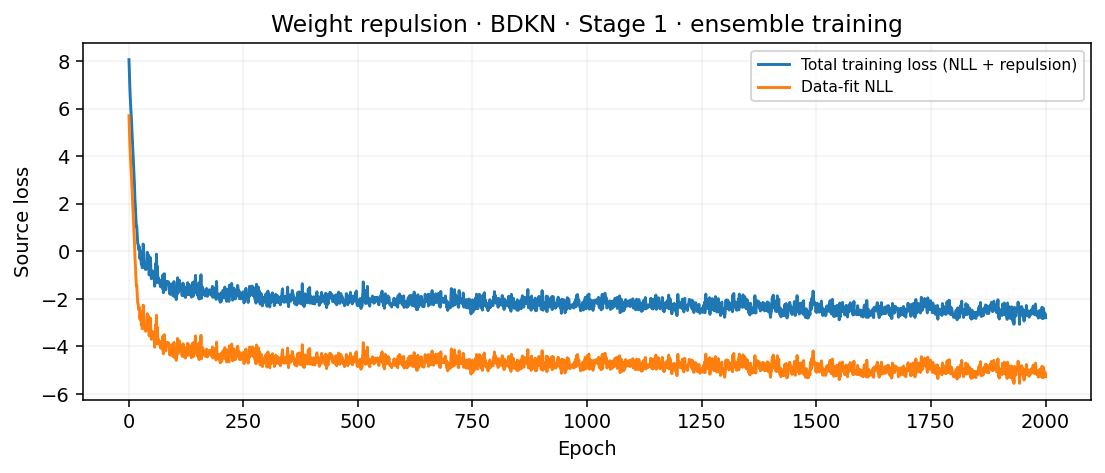 Weight repulsion · BDKN · Stage 1 · ensemble training
Total training loss (NLL + repulsion)
Data-fit NLL
Source loss
8
6
4
2
0
−2
−4
−6
0 250 500 750 1000 1250 1500 1750 2000
Epoch